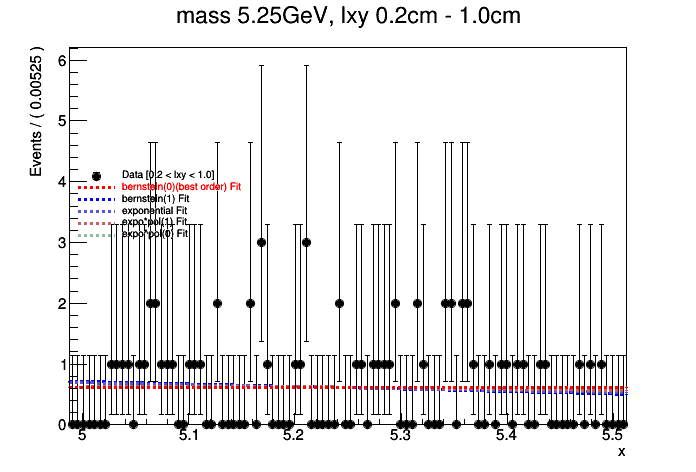 mass 5.25GeV, lxy 0.2cm - 1.0cm
Events / ( 0.00525 )
6
5
4
3
2
1
0
Data [0.2 < lxy < 1.0]
bernstein(0)(best order) Fit
bernstein(1) Fit
exponential Fit
expo*pol(1) Fit
expo*pol(0) Fit
5 5.1 5.2 5.3 5.4 5.5
x